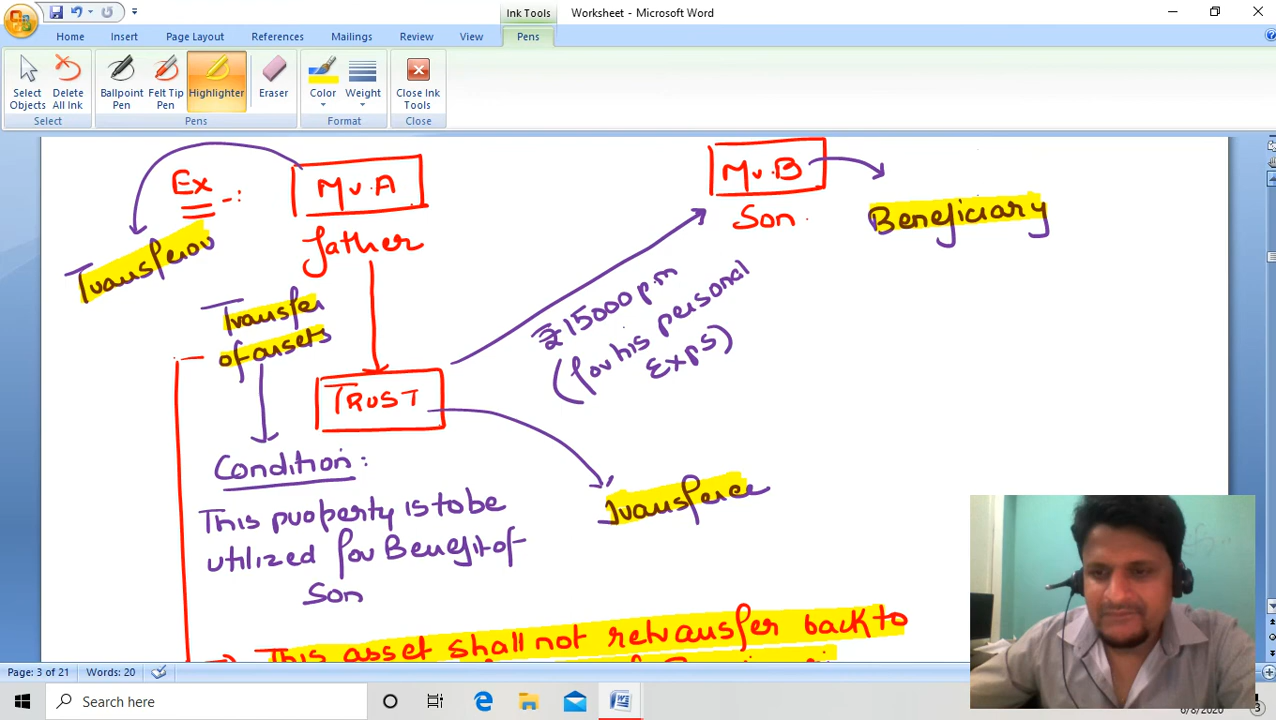 Ink Tools
Worksheet - Microsoft Word
Home
Insert
Page Layout
References
Mailings
Review
View
Pens
Select Objects
Delete All Ink
Ballpoint Pen
Felt Tip Pen
Highlighter
Eraser
Color
Weight
Close Ink Tools
Select
Pens
Format
Close
Ex -:
Mr. A
father
Transferor
Mr. B
Son
Beneficiary
Transfer
of assets
₹15000 p.m
(for his personal
Exps)
TRUST
Condition:
This property is to be
utilized for Benefit of
Son
Transferee
This asset shall not retransfer back to
Page: 3 of 21
Words: 20
Search here
6/8/2020
3